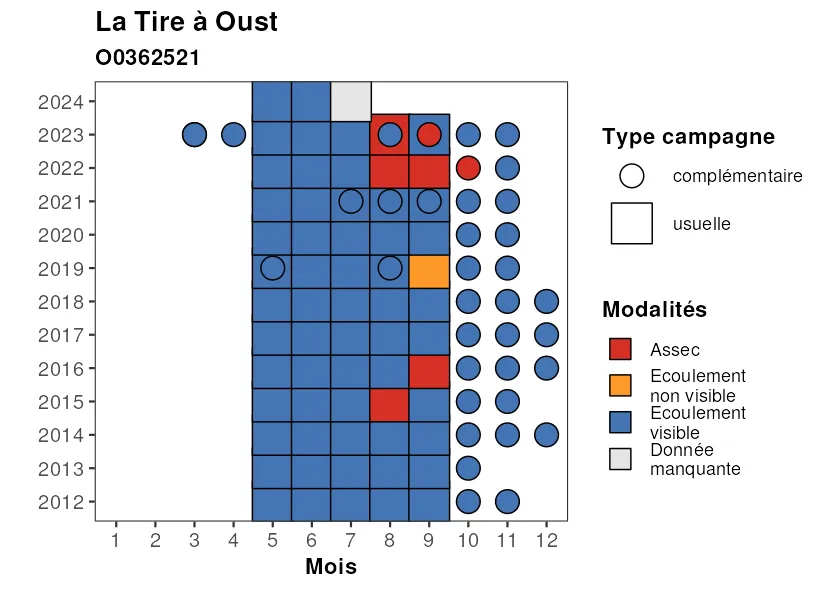 La Tire à Oust
O0362521
2024
2023
2022
2021
2020
2019
2018
2017
2016
2015
2014
2013
2012
1 2 3 4 5 6 7 8 9 10 11 12
Mois
Type campagne
complémentaire
usuelle
Modalités
Assec
Ecoulement
non visible
Ecoulement
visible
Donnée
manquante